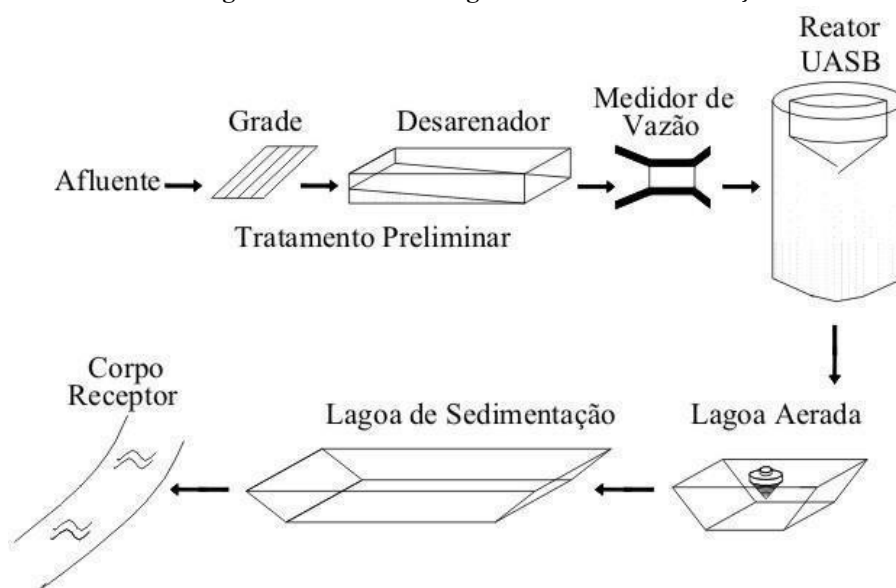 Reator
UASB
Medidor de
Vazão
Grade
Desarenador
Afluente
Tratamento Preliminar
Corpo
Receptor
Lagoa de Sedimentação
Lagoa Aerada